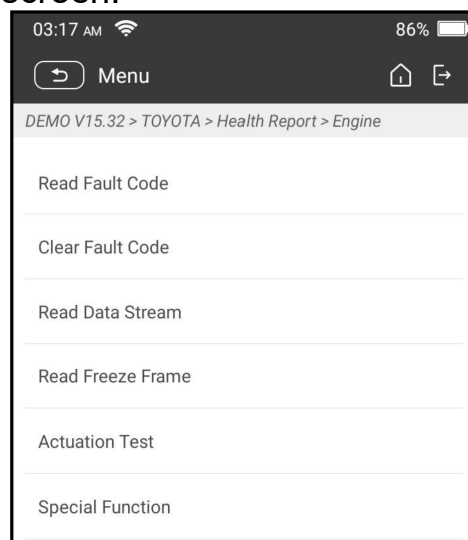 screen.
03:17 AM 86%
Menu
DEMO V15.32 > TOYOTA > Health Report > Engine
Read Fault Code
Clear Fault Code
Read Data Stream
Read Freeze Frame
Actuation Test
Special Function